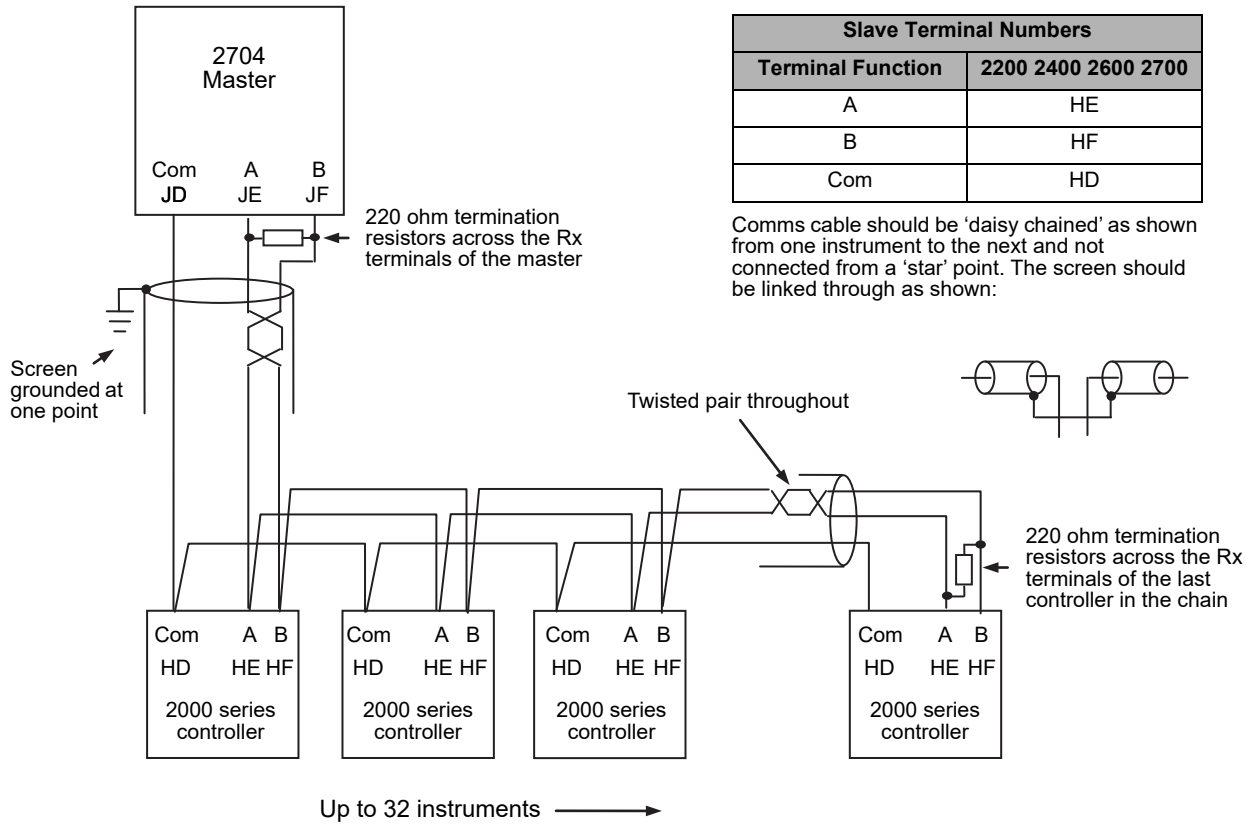 2704
Master
Com A B
JD JE JF
220 ohm termination
resistors across the Rx
terminals of the master
Slave Terminal Numbers
Terminal Function 2200 2400 2600 2700
A HE
B HF
Com HD
Comms cable should be ‘daisy chained’ as shown
from one instrument to the next and not
connected from a ‘star’ point. The screen should
be linked through as shown:
Screen
grounded at
one point
Twisted pair throughout
220 ohm termination
resistors across the Rx
terminals of the last
controller in the chain
Com A B
HD HE HF
2000 series
controller
Com A B
HD HE HF
2000 series
controller
Com A B
HD HE HF
2000 series
controller
Com A B
HD HE HF
2000 series
controller
Up to 32 instruments